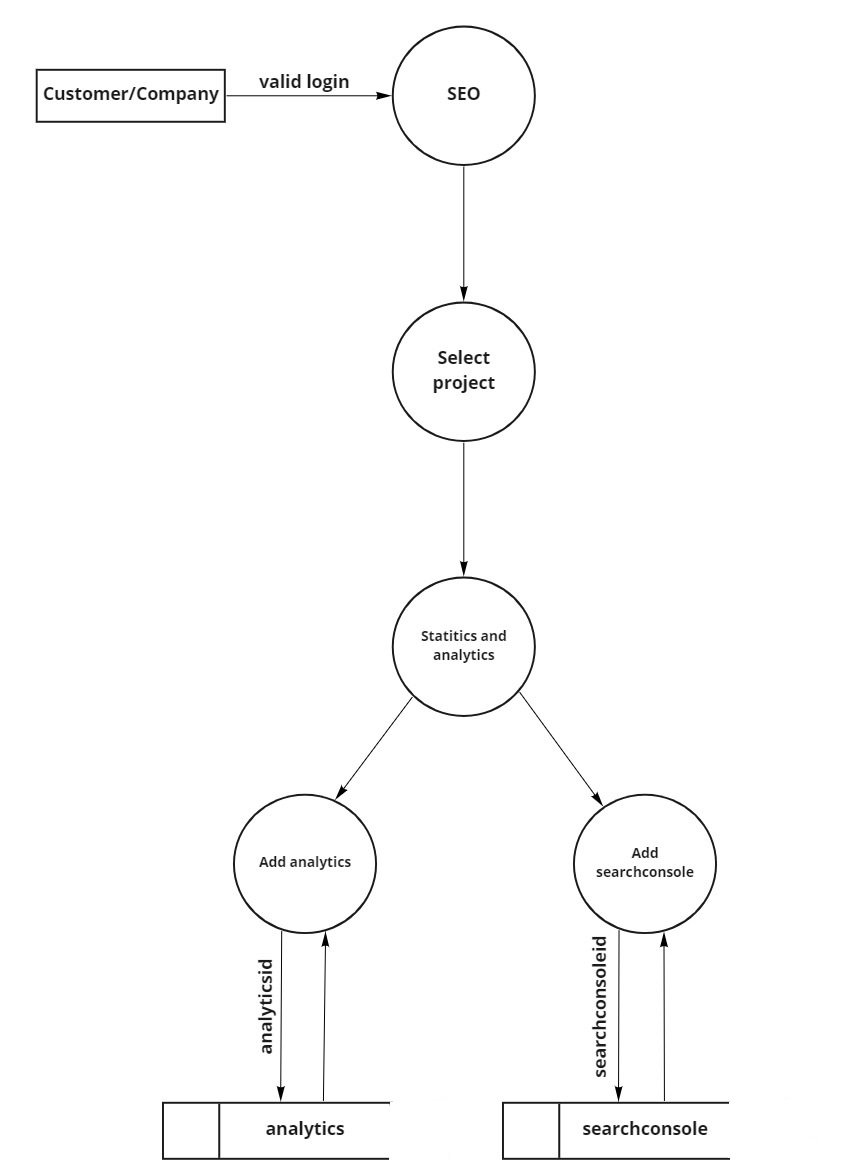 valid login
Customer/Company
SEO
Select
project
Statitics and
analytics
Add analytics
Add
searchconsole
analyticsid
searchconsoleid
analytics
searchconsole